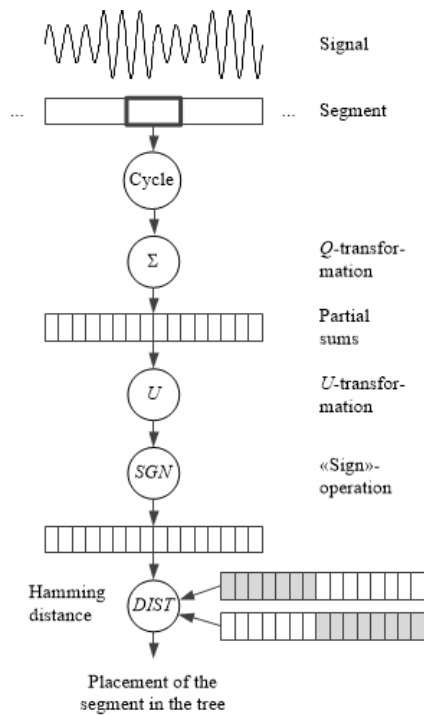 Signal
...
...
Segment
Cycle
Σ
Q-transfor-
mation
Partial
sums
U
U-transfor-
mation
SGN
«Sign»-
operation
Hamming
distance
DIST
Placement of the
segment in the tree